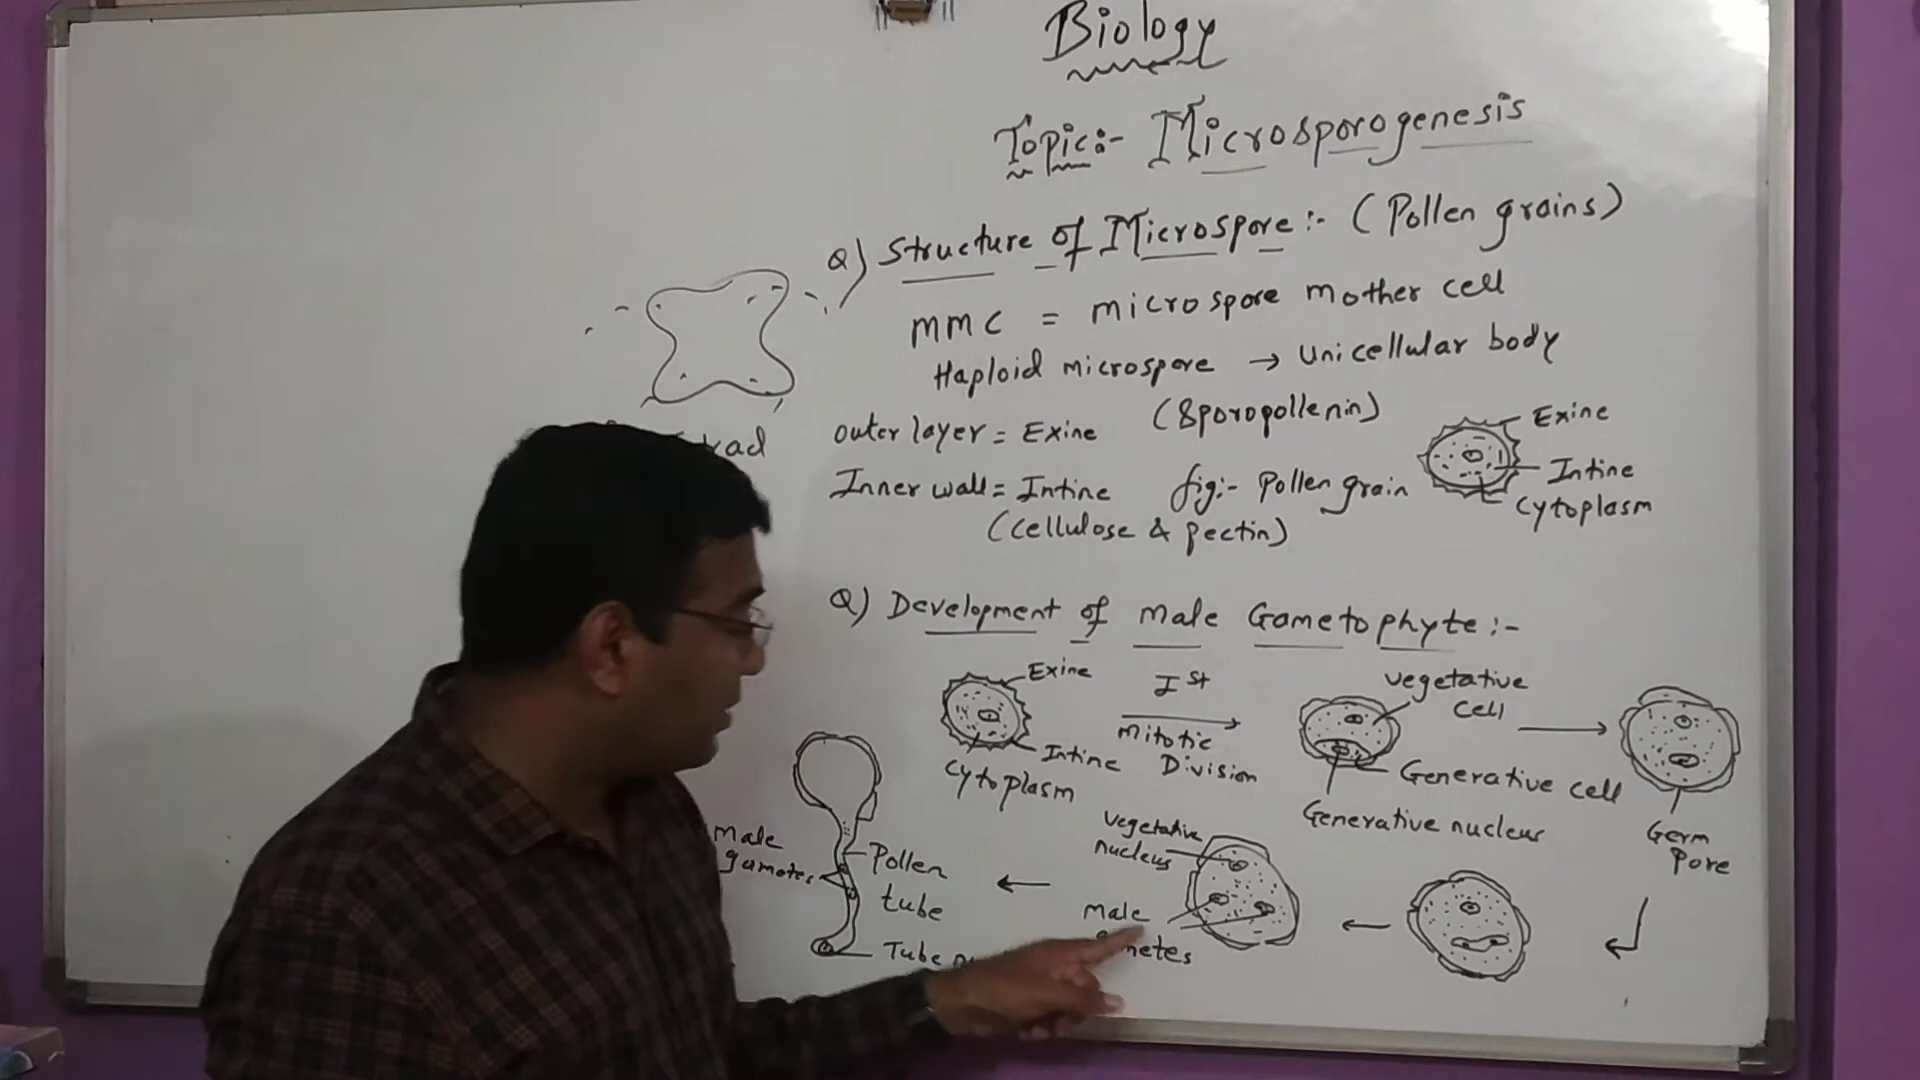 Biology
Topic:- Microsporogenesis
Q) Structure of Microspore:- (Pollen grains)
MMC = microspore mother cell
Haploid microspore → Unicellular body
outer layer = Exine (Sporopollenin)
Inner wall = Intine
(cellulose & pectin)
fig:- Pollen grain
Exine
Intine
cytoplasm
Q) Development of male Gametophyte:-
Exine
Intine
cytoplasm
Ist
Mitotic
Division
vegetative
cell
Generative cell
Generative nucleus
Germ
Pore
vegetative
nucleus
male
Male
gametes
Pollen
tube
Tube